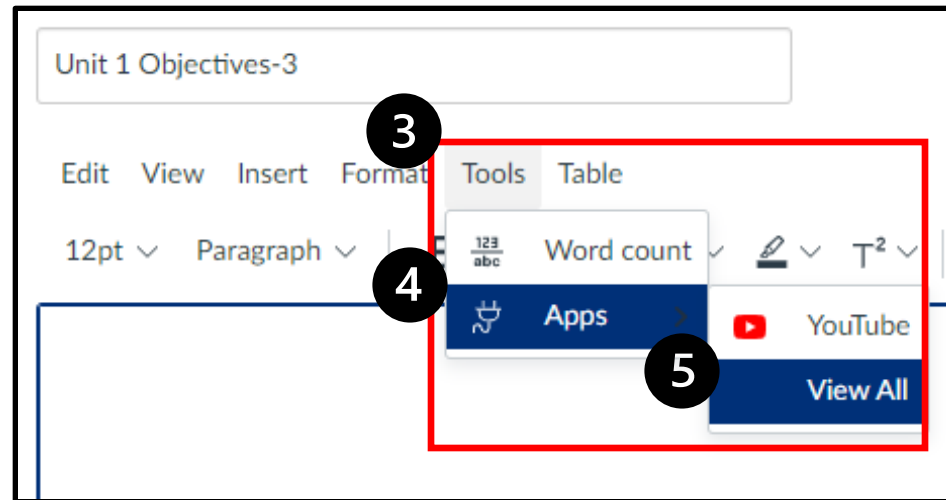 Unit 1 Objectives-3
3
Edit View Insert Format Tools Table
12pt Paragraph T²
123
abc
Word count
4
Apps
YouTube
5
View All